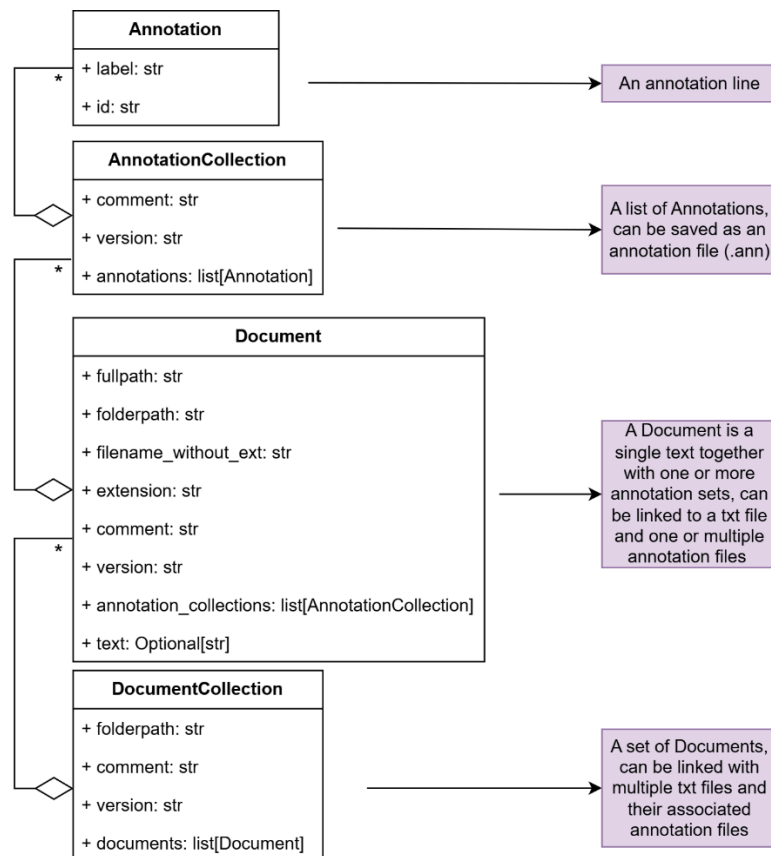 Annotation
+ label: str
*
+ id: str
An annotation line
AnnotationCollection
+ comment: str
+ version: str
*
+ annotations: list[Annotation]
A list of Annotations,
can be saved as an
annotation file (.ann)
Document
+ fullpath: str
+ folderpath: str
+ filename_without_ext: str
+ extension: str
+ comment: str
*
+ version: str
+ annotation_collections: list[AnnotationCollection]
+ text: Optional[str]
A Document is a
single text together
with one or more
annotation sets, can
be linked to a txt file
and one or multiple
annotation files
DocumentCollection
+ folderpath: str
+ comment: str
+ version: str
+ documents: list[Document]
A set of Documents,
can be linked with
multiple txt files and
their associated
annotation files